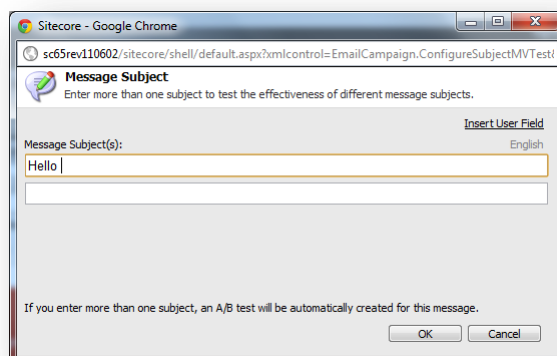 Sitecore - Google Chrome
sc65rev110602/sitecore/shell/default.aspx?xmlcontrol=EmailCampaign.ConfigureSubjectMVTest&
Message Subject
Enter more than one subject to test the effectiveness of different message subjects.
Insert User Field
Message Subject(s): English
Hello
If you enter more than one subject, an A/B test will be automatically created for this message.
OK Cancel